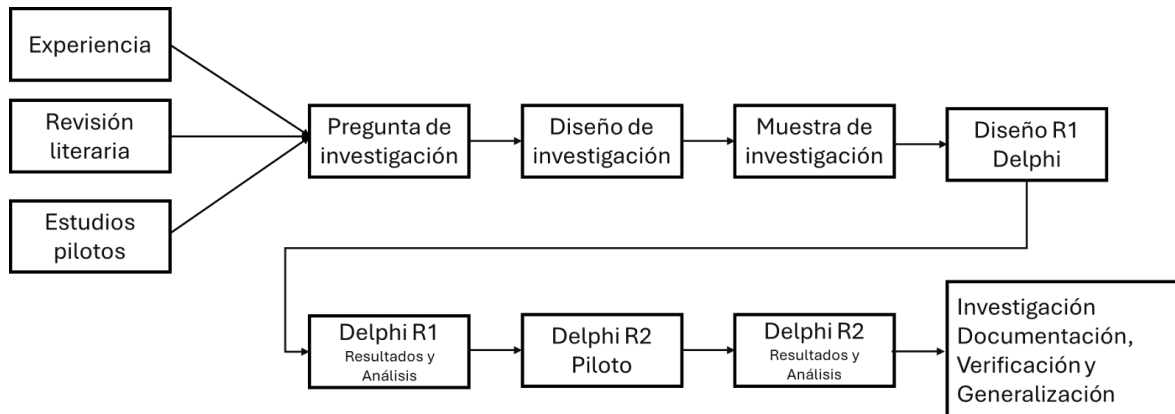 Experiencia
Revisión
literaria
Estudios
pilotos
Pregunta de
investigación
Diseño de
investigación
Muestra de
investigación
Diseño R1
Delphi
Delphi R1
Resultados y
Análisis
Delphi R2
Piloto
Delphi R2
Resultados y
Análisis
Investigación
Documentación,
Verificación y
Generalización